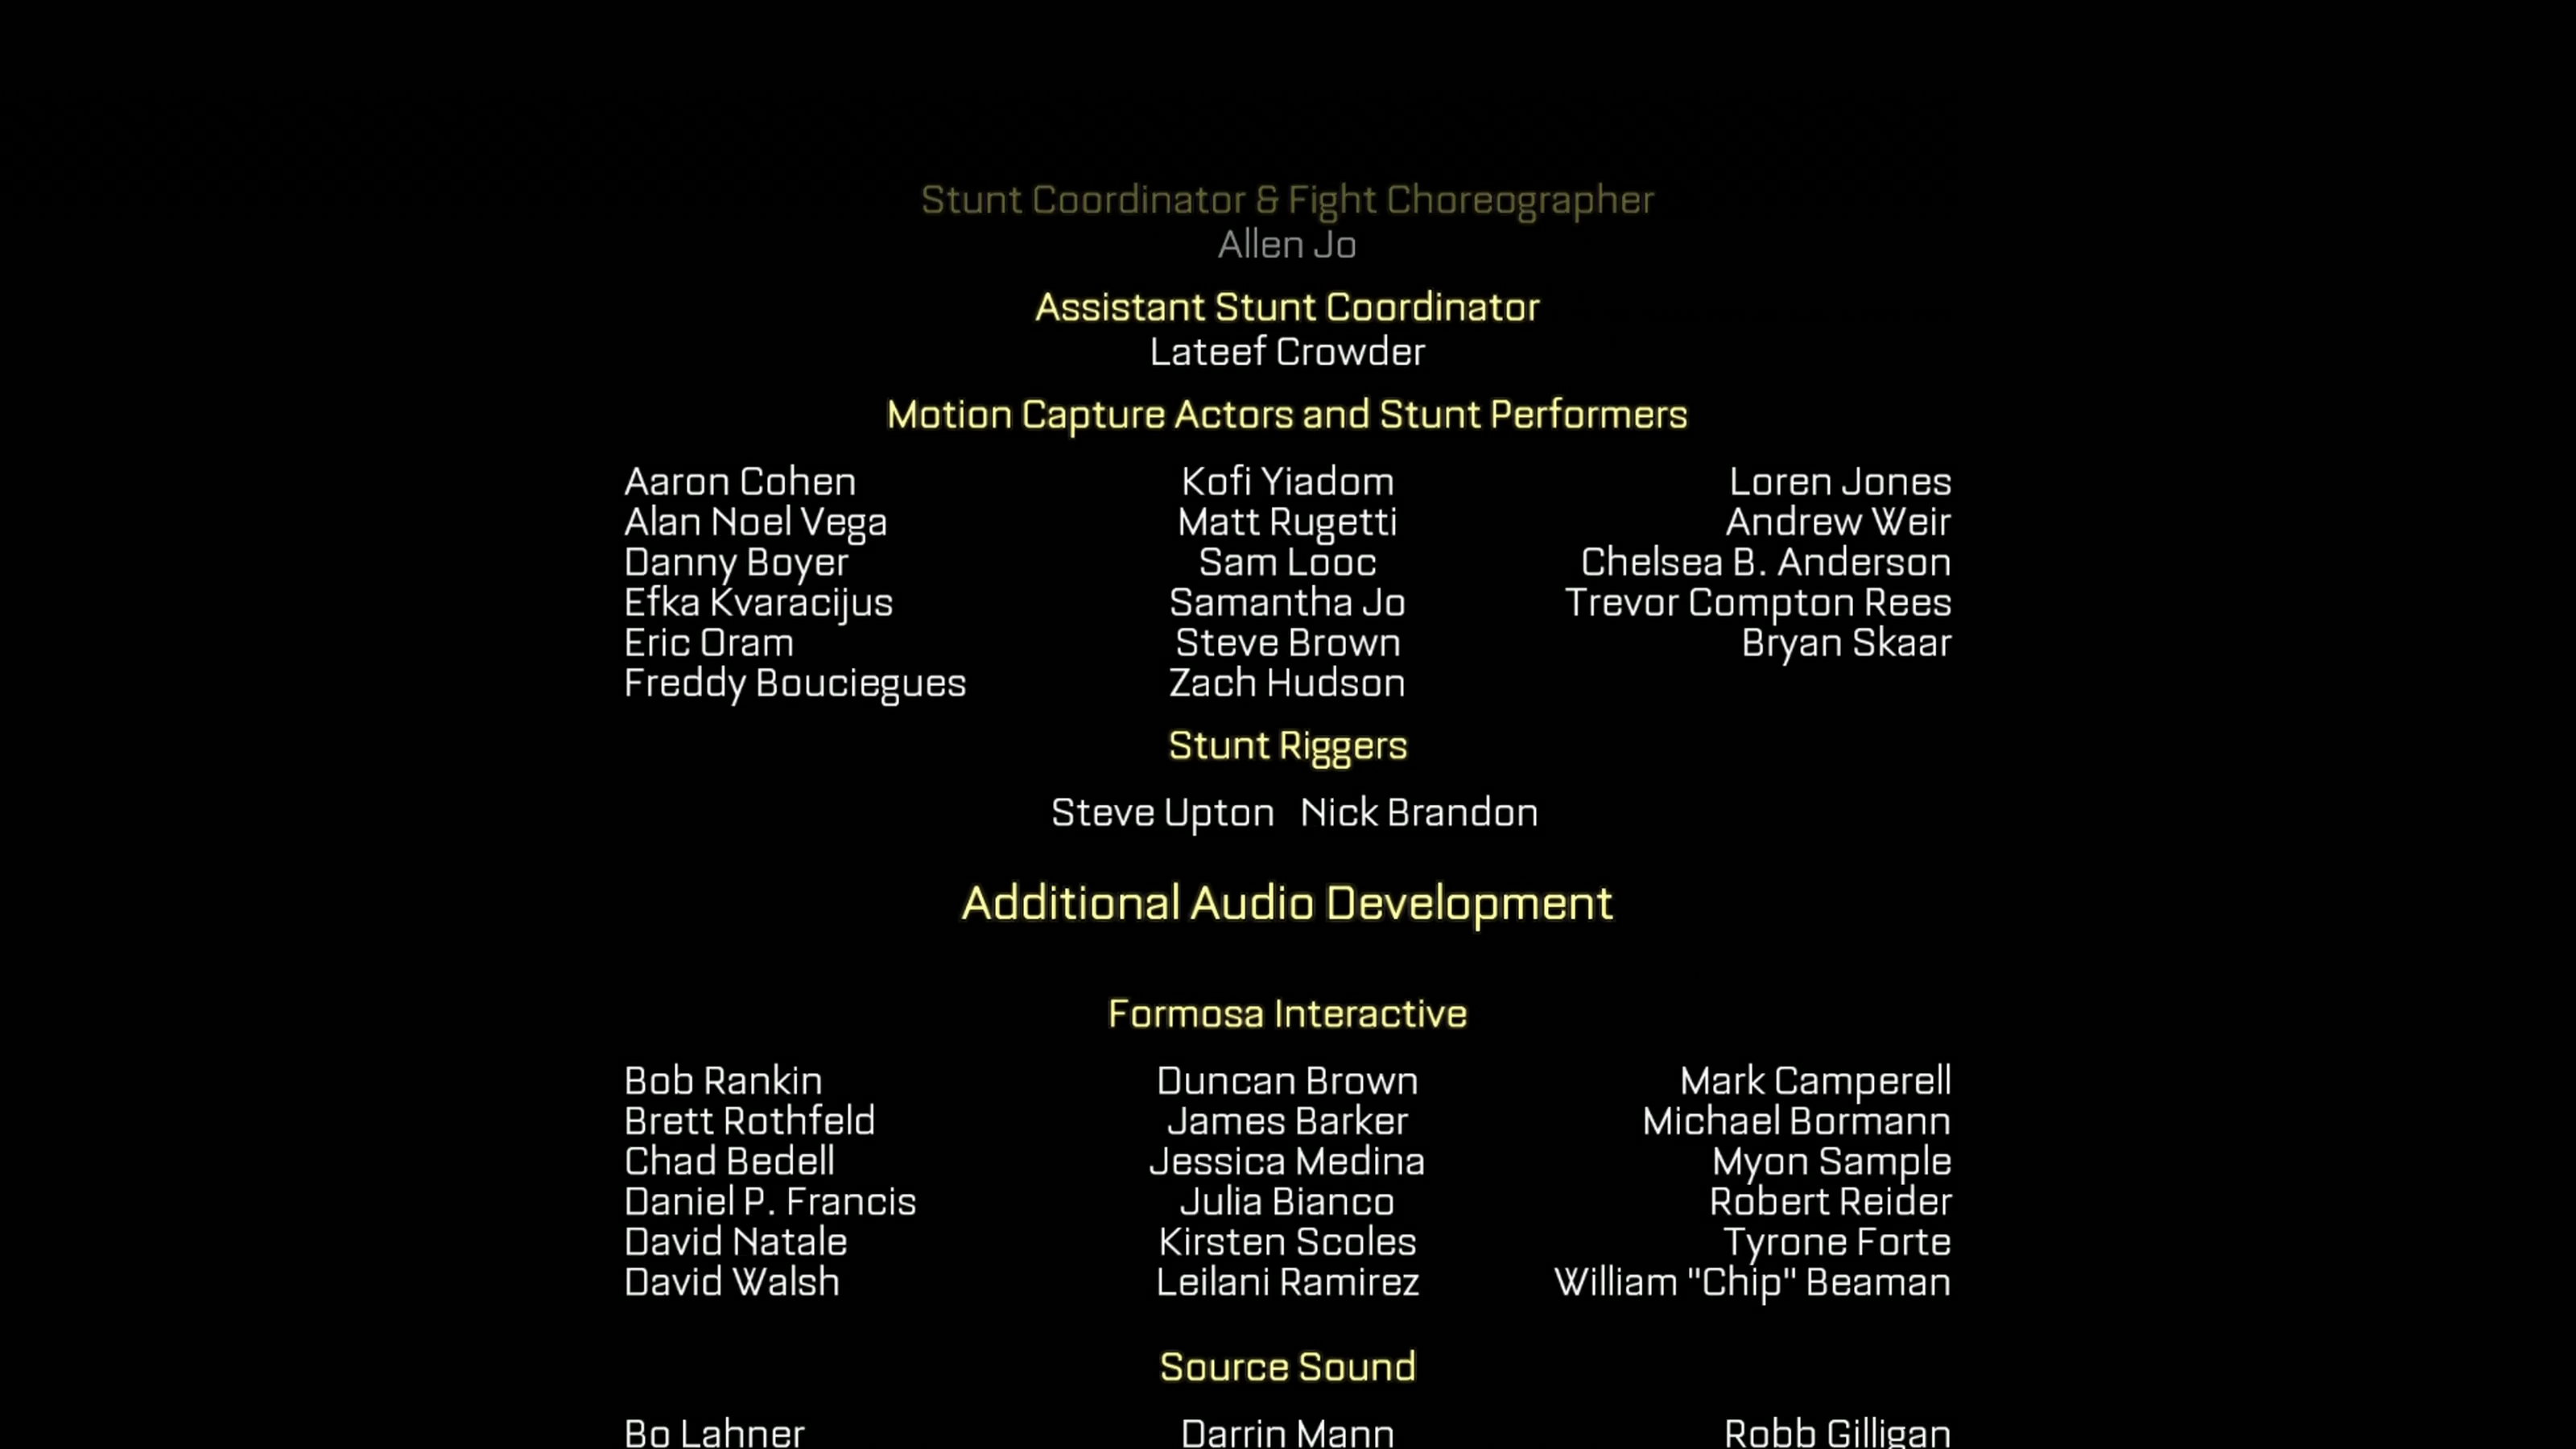 Stunt Coordinator & Fight Choreographer
Allen Jo
Assistant Stunt Coordinator
Lateef Crowder
Motion Capture Actors and Stunt Performers
Aaron Cohen Kofi Yiadom Loren Jones
Alan Noel Vega Matt Rugetti Andrew Weir
Danny Boyer Sam Looc Chelsea B. Anderson
Efka Kvaracijus Samantha Jo Trevor Compton Rees
Eric Oram Steve Brown Bryan Skaar
Freddy Bouciegues Zach Hudson
Stunt Riggers
Steve Upton Nick Brandon
Additional Audio Development
Formosa Interactive
Bob Rankin Duncan Brown Mark Camperell
Brett Rothfeld James Barker Michael Bormann
Chad Bedell Jessica Medina Myon Sample
Daniel P. Francis Julia Bianco Robert Reider
David Natale Kirsten Scoles Tyrone Forte
David Walsh Leilani Ramirez William "Chip" Beaman
Source Sound
Bo Lahner Darrin Mann Robb Gilligan